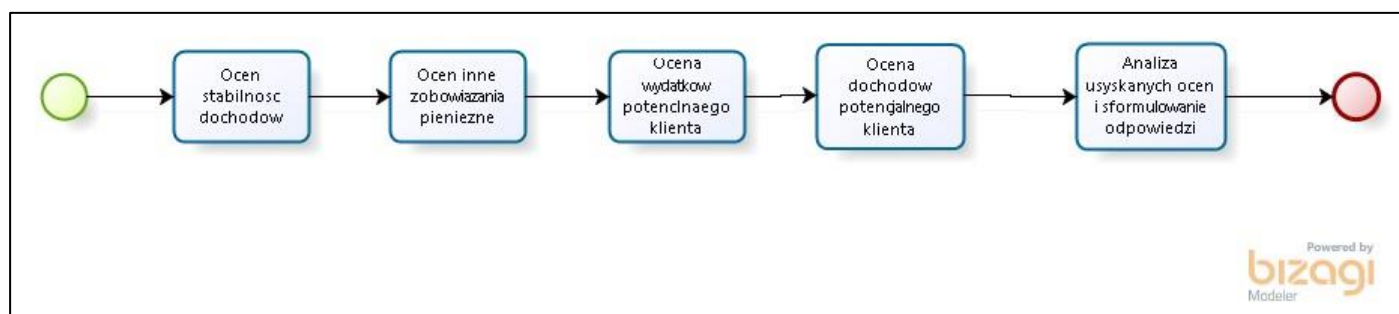 Ocen
stabilnosc
dochodow
Ocen inne
zobowiazania
pieniezne
Ocena
wydatkow
potenclnaego
klienta
Ocena
dochodow
potencjalnego
klienta
Analiza
usyskanych ocen
i sformulowanie
odpowiedzi
Powered by
bizagi
Modeler